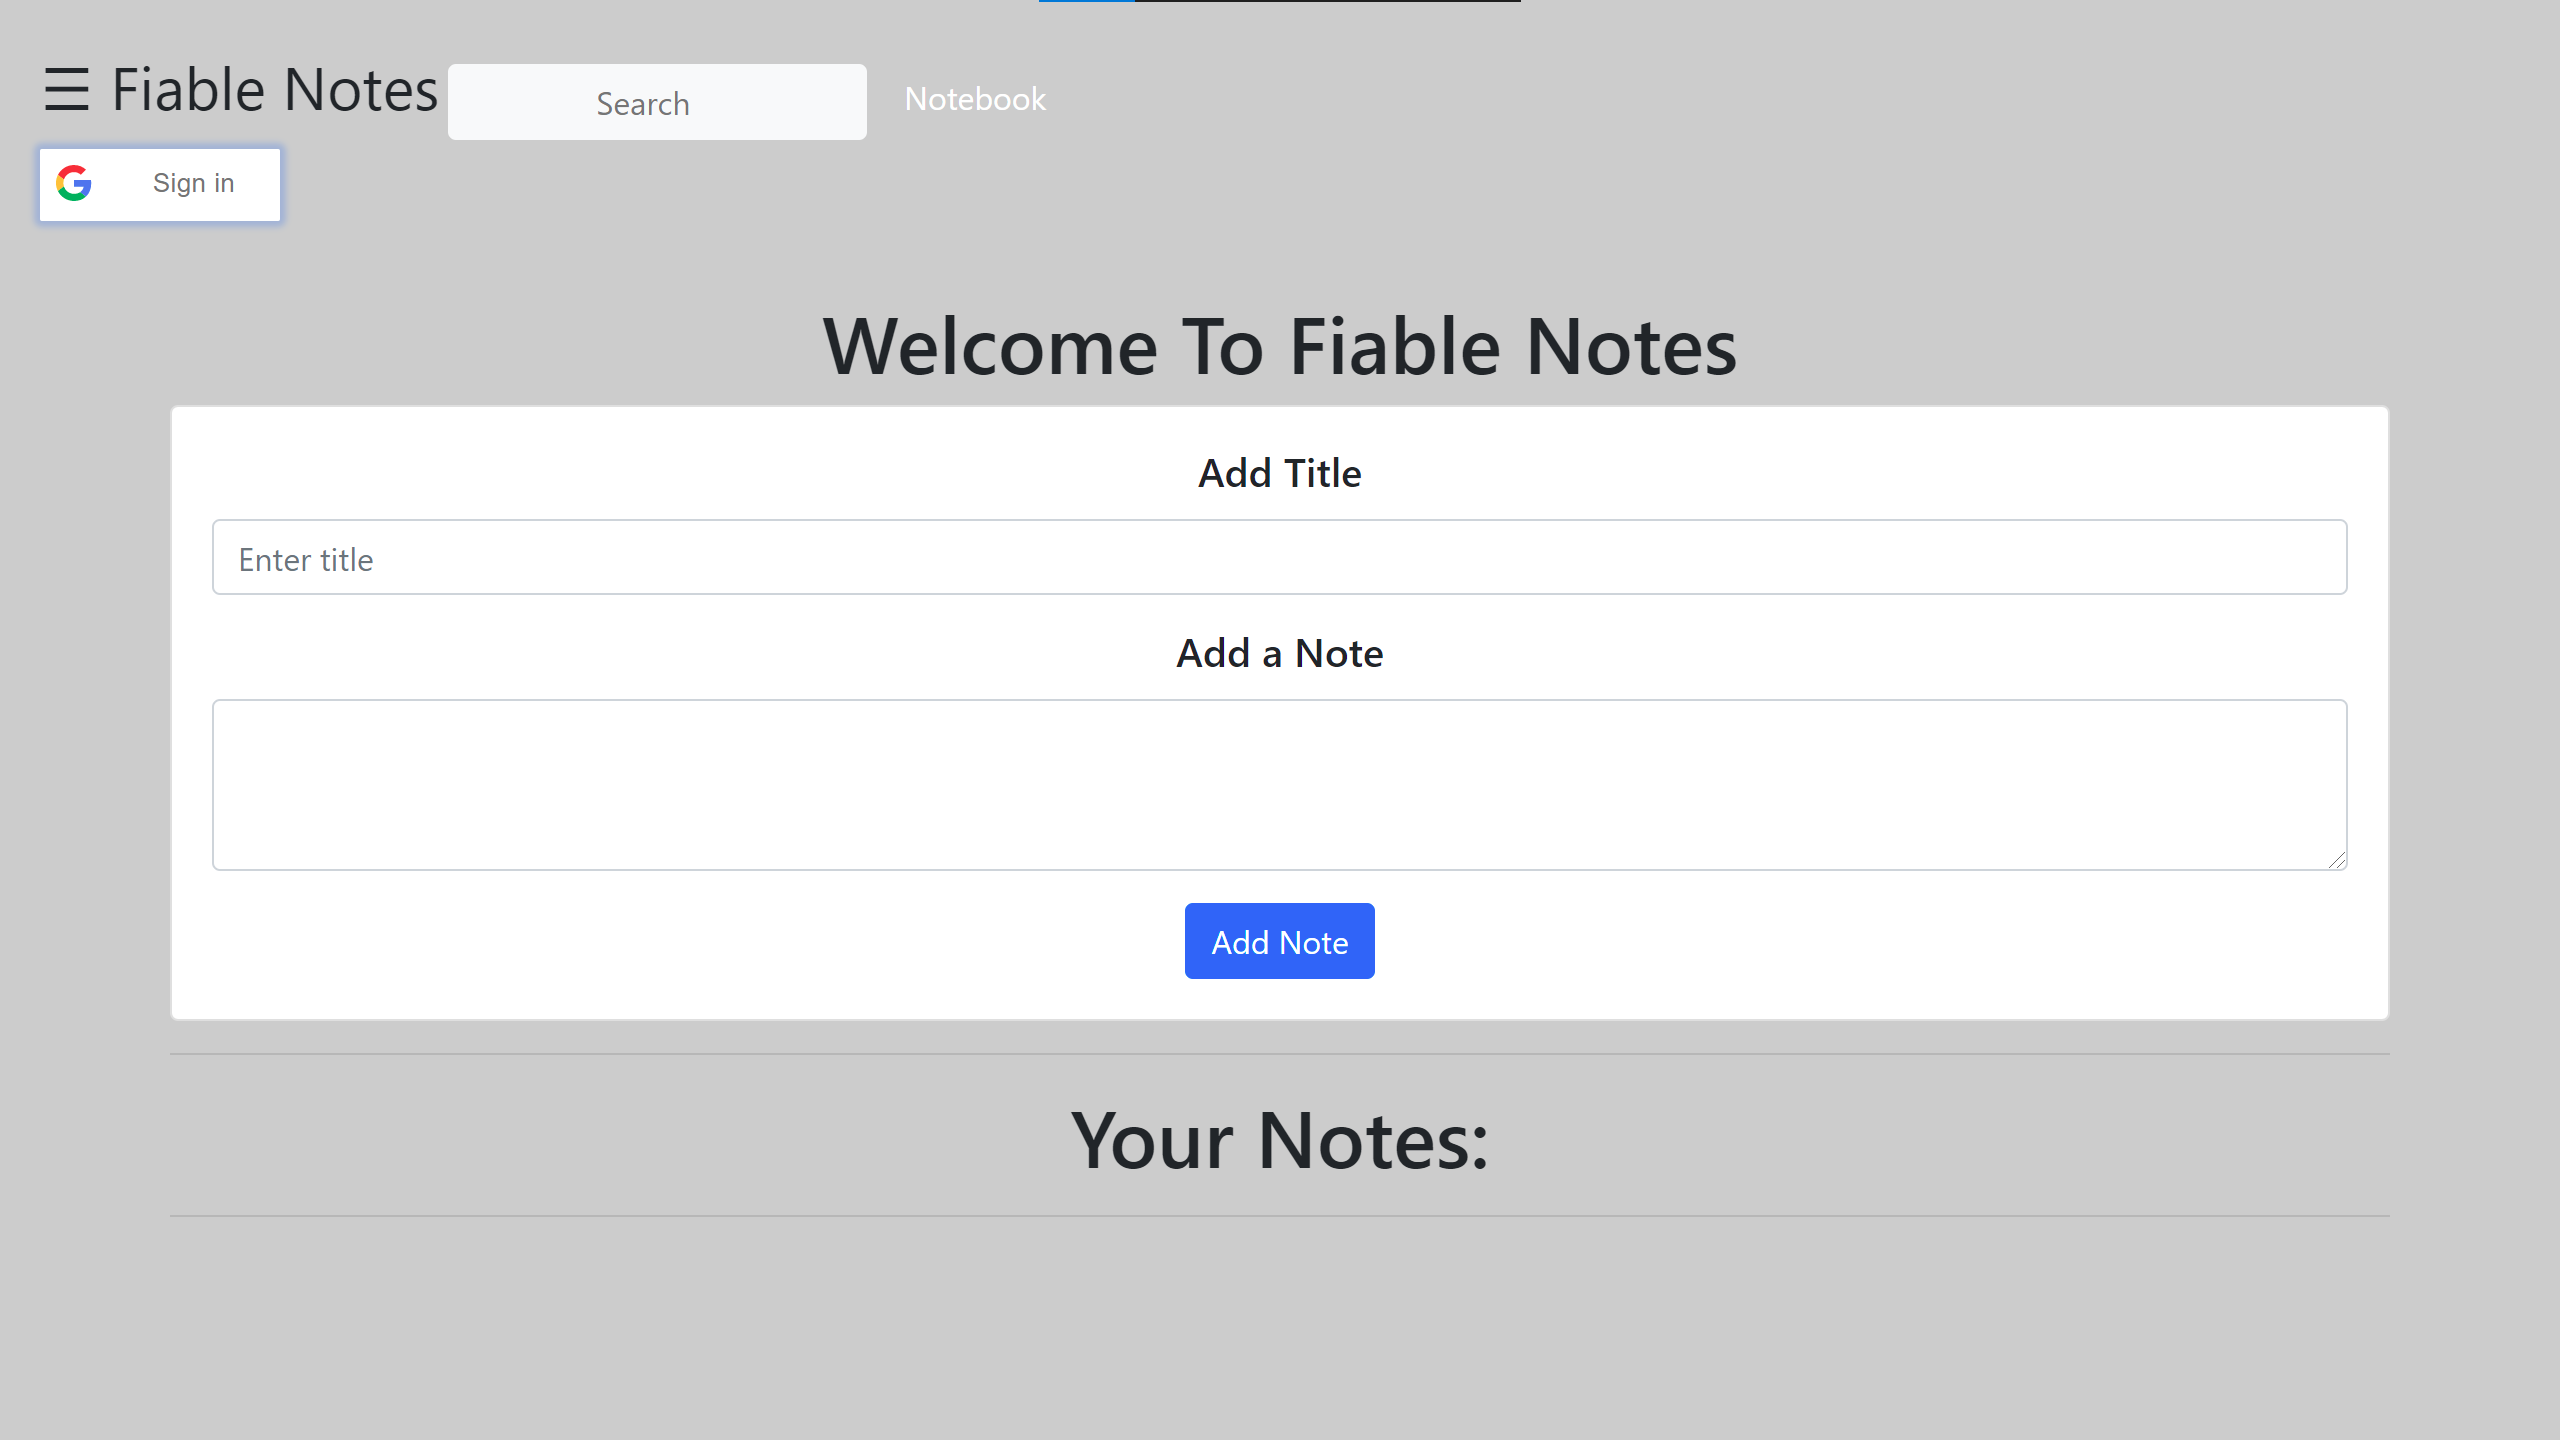 ☰ Fiable Notes Search Notebook
Sign in
Welcome To Fiable Notes
Add Title
Enter title
Add a Note
Add Note
Your Notes: